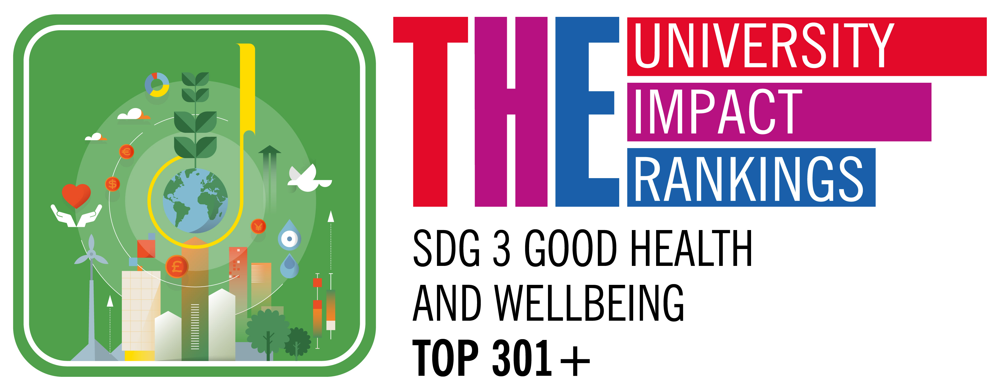 THE UNIVERSITY
IMPACT
RANKINGS
SDG 3 GOOD HEALTH
AND WELLBEING
TOP 301+
€
$
¥
£